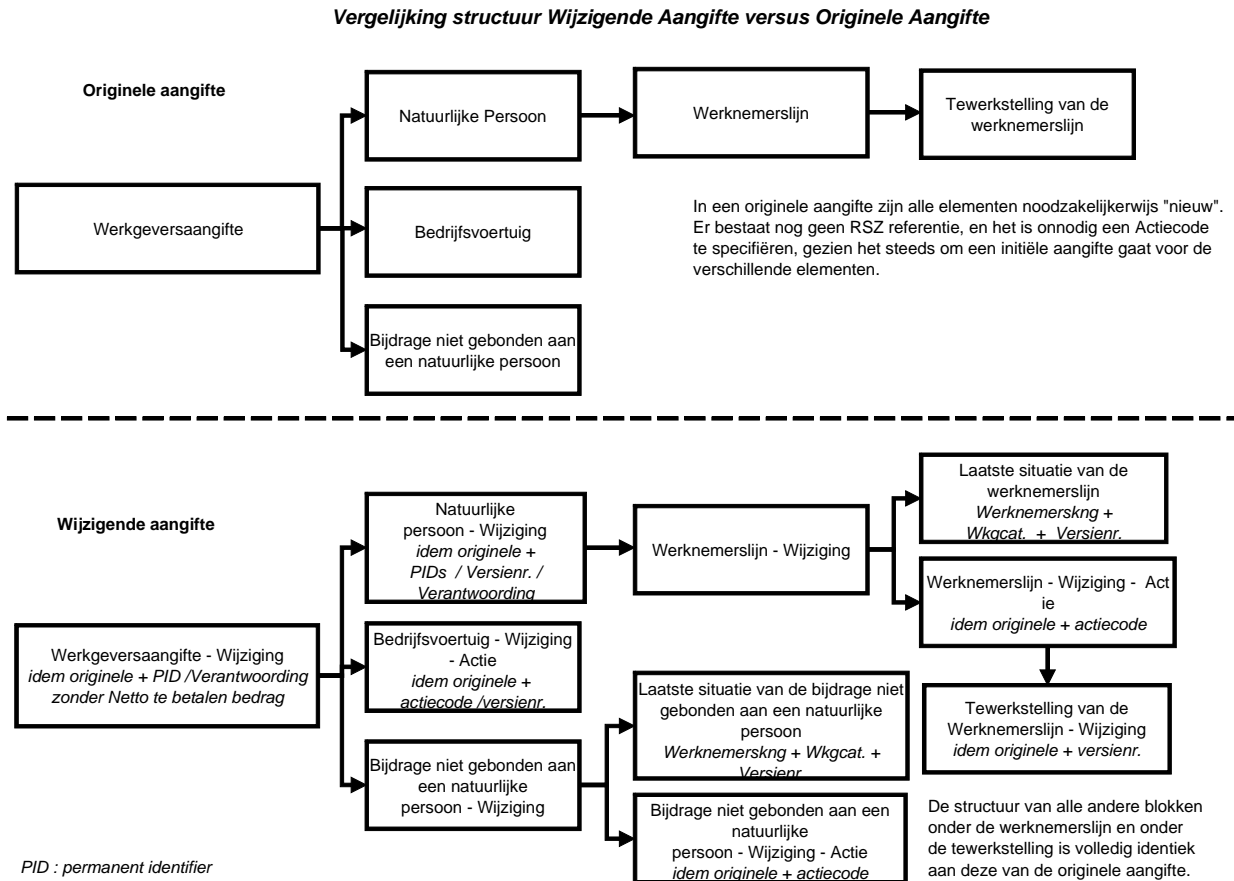 Vergelijking structuur Wijzigende Aangifte versus Originele Aangifte
Originele aangifte
Natuurlijke Persoon
Werknemerslijn
Tewerkstelling van de
werknemerslijn
Werkgeversaangifte
Bedrijfsvoertuig
In een originele aangifte zijn alle elementen noodzakelijkerwijs "nieuw".
Er bestaat nog geen RSZ referentie, en het is onnodig een Actiecode
te specifiëren, gezien het steeds om een initiële aangifte gaat voor de
verschillende elementen.
Bijdrage niet gebonden aan
een natuurlijke persoon
Wijzigende aangifte
Natuurlijke
persoon - Wijziging
idem originele +
PIDs / Versienr. /
Verantwoording
Werknemerslijn - Wijziging
Laatste situatie van de
werknemerslijn
Werknemerskng +
Wkgcat. + Versienr.
Werknemerslijn - Wijziging - Act
ie
idem originele + actiecode
Werkgeversaangifte - Wijziging
idem originele + PID /Verantwoording
zonder Netto te betalen bedrag
Bedrijfsvoertuig - Wijziging
- Actie
idem originele +
actiecode /versienr.
Laatste situatie van de bijdrage niet
gebonden aan een natuurlijke
persoon
Werknemerskng + Wkgcat. +
Versienr
Tewerkstelling van de
Werknemerslijn - Wijziging
idem originele + versienr.
Bijdrage niet gebonden aan
een natuurlijke
persoon - Wijziging
Bijdrage niet gebonden aan een
natuurlijke
persoon - Wijziging - Actie
idem originele + actiecode
De structuur van alle andere blokken
onder de werknemerslijn en onder
de tewerkstelling is volledig identiek
aan deze van de originele aangifte.
PID : permanent identifier